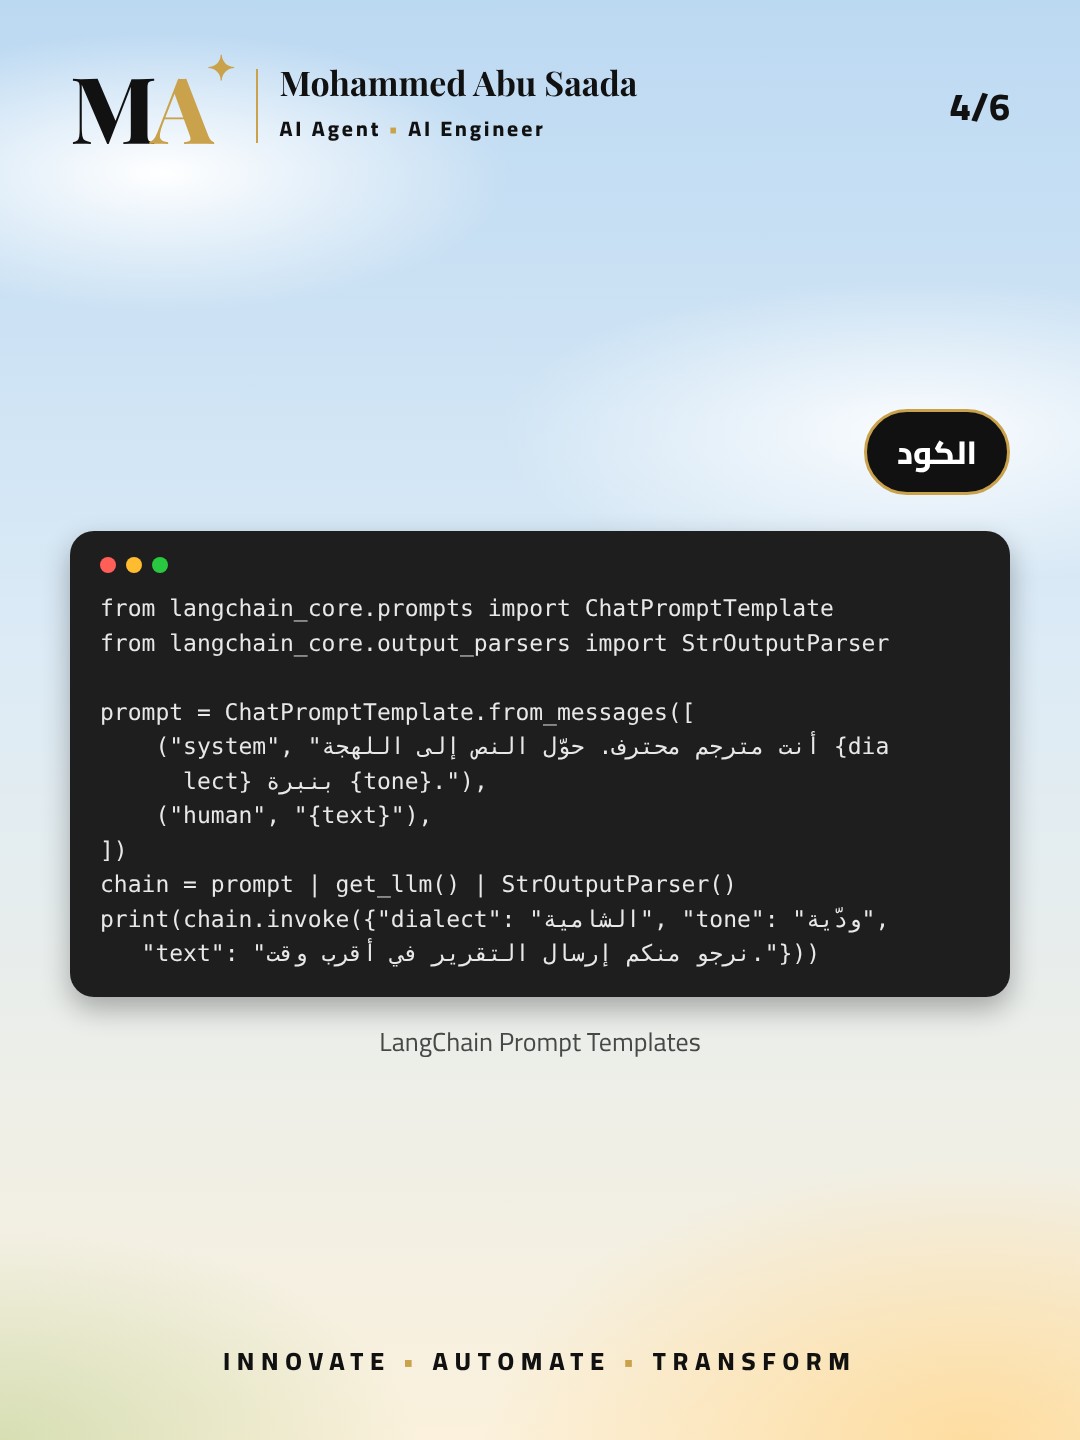 MA
Mohammed Abu Saada
AI Agent ▪ AI Engineer
4/6
الكود
from langchain_core.prompts import ChatPromptTemplate
from langchain_core.output_parsers import StrOutputParser
prompt = ChatPromptTemplate.from_messages([
("system", "أنت مترجم محترف. حوّل النص إلى اللهجة {dia
lect} بنبرة {tone}."),
("human", "{text}"),
])
chain = prompt | get_llm() | StrOutputParser()
print(chain.invoke({"dialect": "الشامية", "tone": "ودّية",
"text": "نرجو منكم إرسال التقرير في أقرب وقت."}))
LangChain Prompt Templates
INNOVATE ▪ AUTOMATE ▪ TRANSFORM